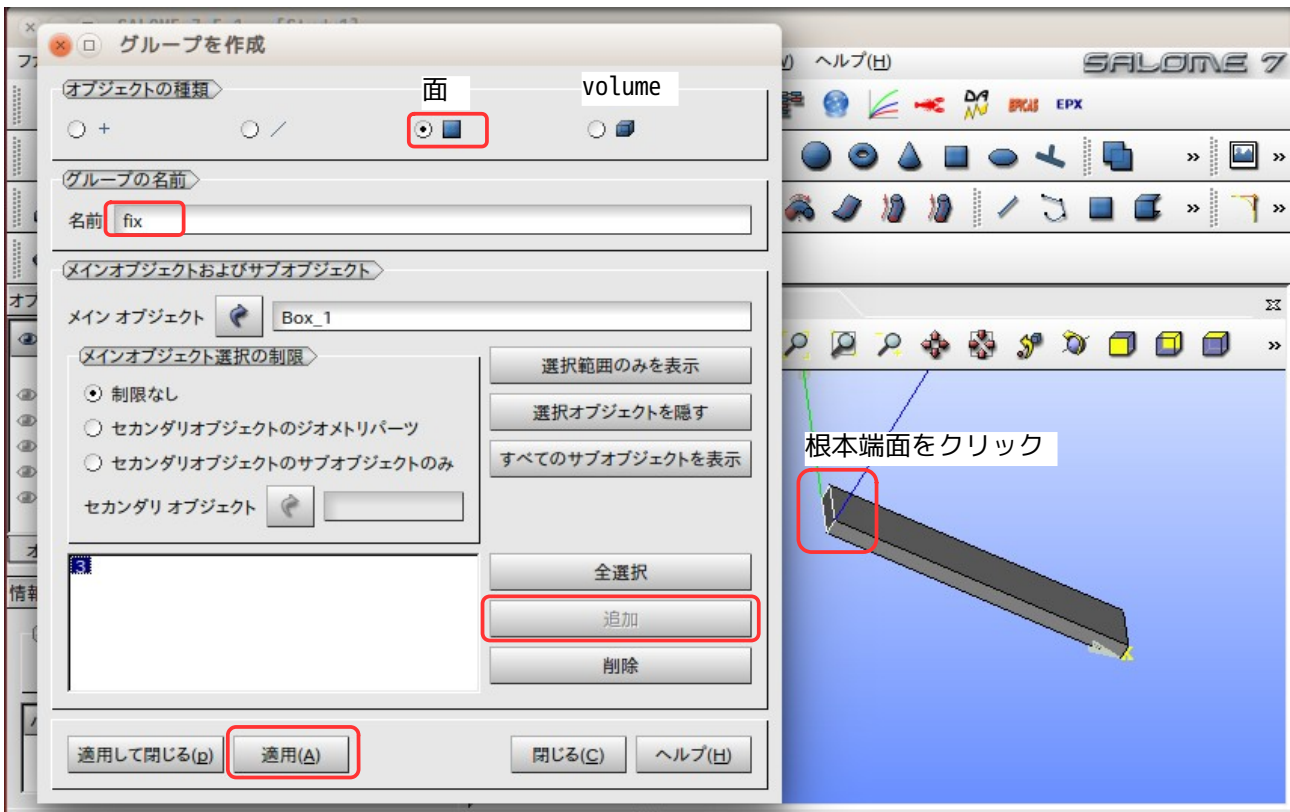 グループを作成
ヘルプ(H)
SALOME 7
オブジェクトの種類
面
volume
EPX
グループの名前
名前
fix
メインオブジェクトおよびサブオブジェクト
メイン オブジェクト
Box_1
メインオブジェクト選択の制限
制限なし
セカンダリオブジェクトのジオメトリパーツ
セカンダリオブジェクトのサブオブジェクトのみ
セカンダリ オブジェクト
選択範囲のみを表示
選択オブジェクトを隠す
すべてのサブオブジェクトを表示
根本端面をクリック
3
全選択
追加
削除
X
適用して閉じる(p)
適用(A)
閉じる(C)
ヘルプ(H)